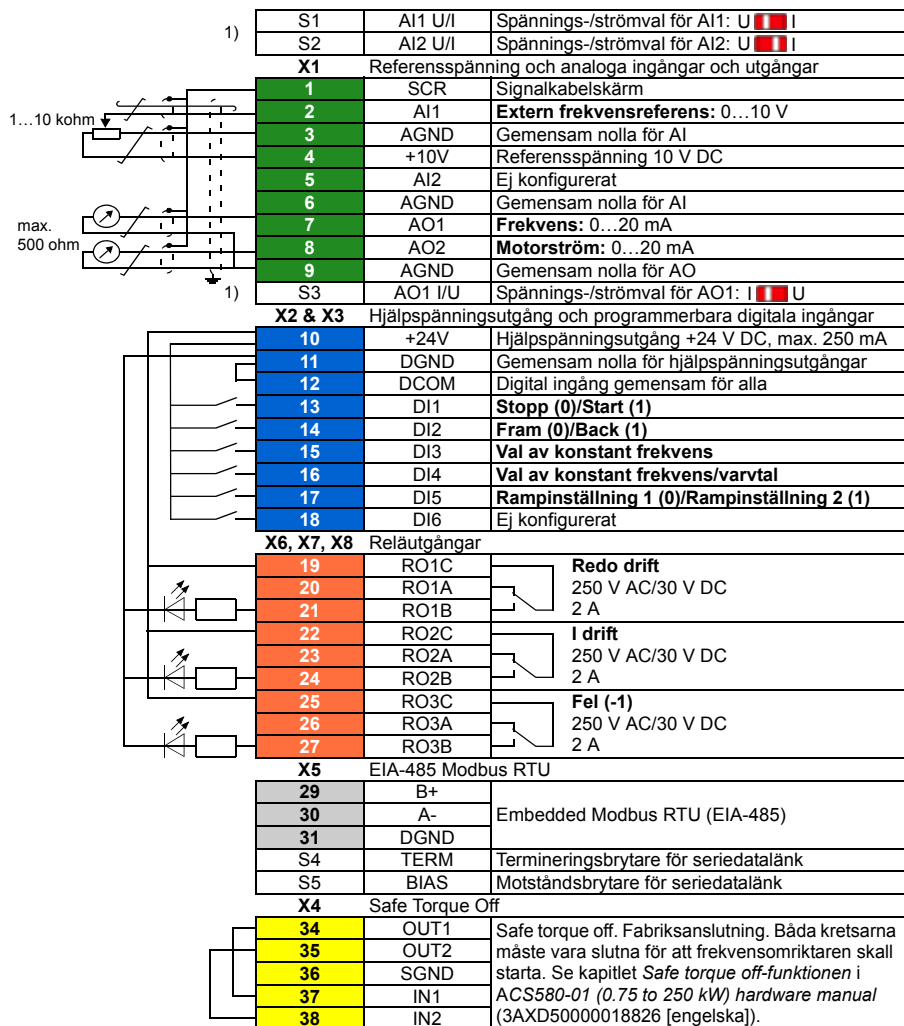 1)
S1 AI1 U/I Spännings-/strömval för AI1: U I
S2 AI2 U/I Spännings-/strömval för AI2: U I
X1 Referensspänning och analoga ingångar och utgångar
1 SCR Signalkabelskärm
1…10 kohm
2 AI1 Extern frekvensreferens: 0…10 V
3 AGND Gemensam nolla för AI
4 +10V Referensspänning 10 V DC
5 AI2 Ej konfigurerat
6 AGND Gemensam nolla för AI
max.
500 ohm
7 AO1 Frekvens: 0…20 mA
8 AO2 Motorström: 0…20 mA
9 AGND Gemensam nolla för AO
1)
S3 AO1 I/U Spännings-/strömval för AO1: I U
X2 & X3 Hjälpspänningsutgång och programmerbara digitala ingångar
10 +24V Hjälpspänningsutgång +24 V DC, max. 250 mA
11 DGND Gemensam nolla för hjälpspänningsutgångar
12 DCOM Digital ingång gemensam för alla
13 DI1 Stopp (0)/Start (1)
14 DI2 Fram (0)/Back (1)
15 DI3 Val av konstant frekvens
16 DI4 Val av konstant frekvens/varvtal
17 DI5 Rampinställning 1 (0)/Rampinställning 2 (1)
18 DI6 Ej konfigurerat
X6, X7, X8 Reläutgångar
19 RO1C Redo drift
20 RO1A 250 V AC/30 V DC
21 RO1B 2 A
22 RO2C I drift
23 RO2A 250 V AC/30 V DC
24 RO2B 2 A
25 RO3C Fel (-1)
26 RO3A 250 V AC/30 V DC
27 RO3B 2 A
X5 EIA-485 Modbus RTU
29 B+
30 A- Embedded Modbus RTU (EIA-485)
31 DGND
S4 TERM Termineringsbrytare för seriedatalänk
S5 BIAS Motståndsbrytare för seriedatalänk
X4 Safe Torque Off
34 OUT1 Safe torque off. Fabriksanslutning. Båda kretsarna
35 OUT2 måste vara slutna för att frekvensomriktaren skall
36 SGND starta. Se kapitlet Safe torque off-funktionen i
37 IN1 ACS580-01 (0.75 to 250 kW) hardware manual
38 IN2 (3AXD50000018826 [engelska]).